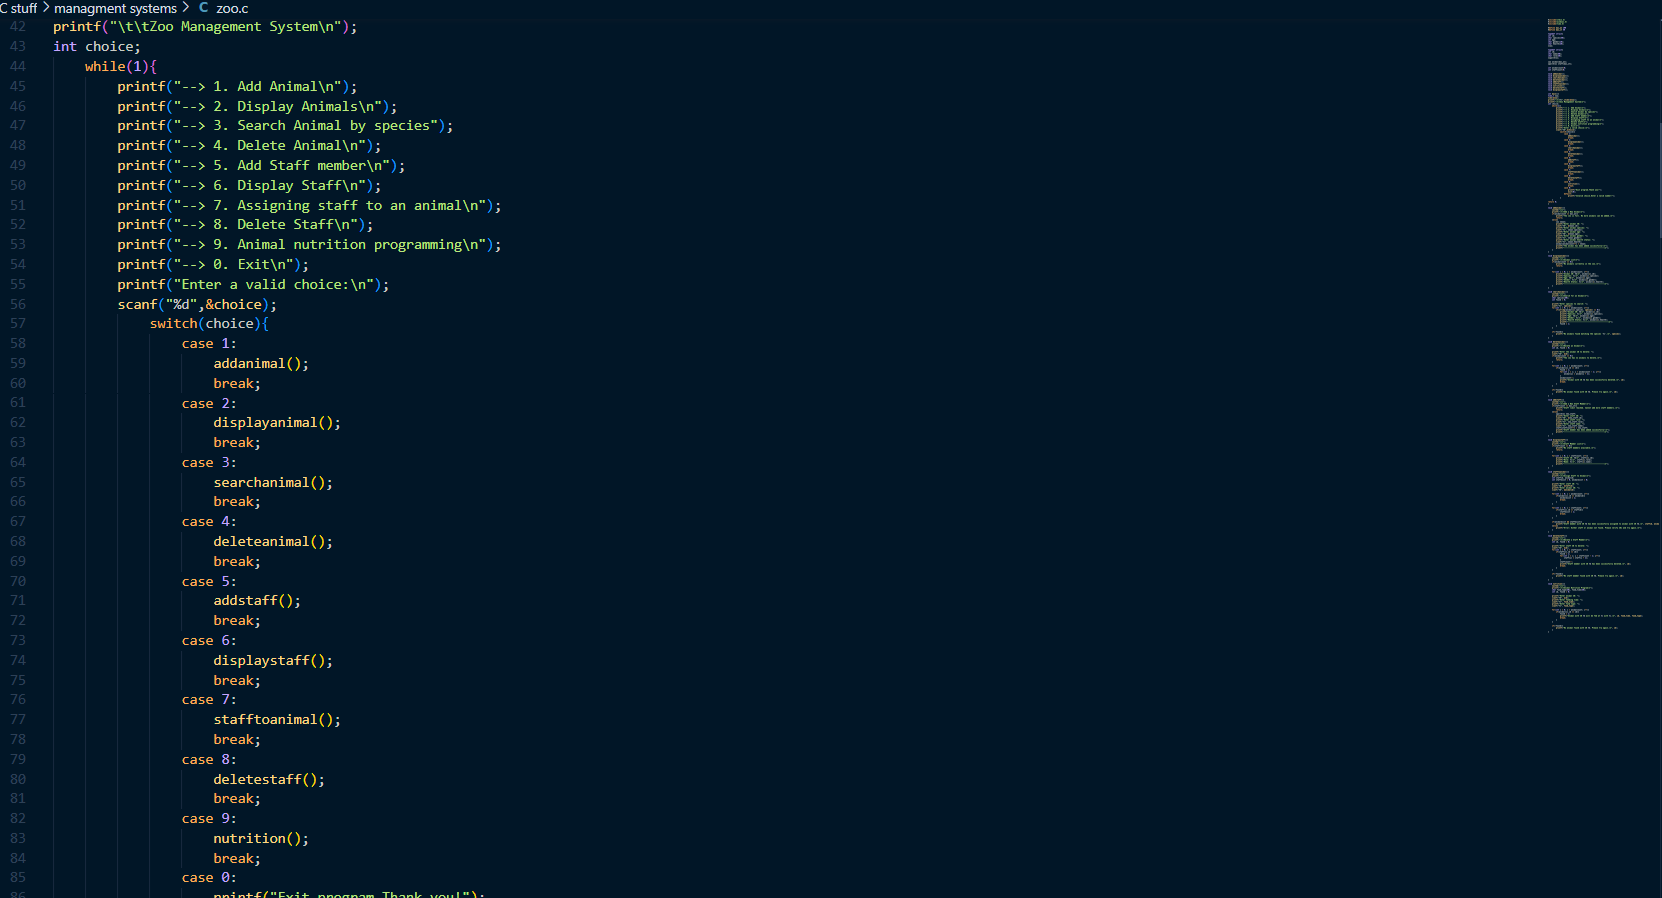 C stuff > managment systems > C zoo.c
42 printf("\t\tZoo Management System\n");
43 int choice;
44 while(1){
45 printf("--> 1. Add Animal\n");
46 printf("--> 2. Display Animals\n");
47 printf("--> 3. Search Animal by species");
48 printf("--> 4. Delete Animal\n");
49 printf("--> 5. Add Staff member\n");
50 printf("--> 6. Display Staff\n");
51 printf("--> 7. Assigning staff to an animal\n");
52 printf("--> 8. Delete Staff\n");
53 printf("--> 9. Animal nutrition programming\n");
54 printf("--> 0. Exit\n");
55 printf("Enter a valid choice:\n");
56 scanf("%d",&choice);
57 switch(choice){
58 case 1:
59 addanimal();
60 break;
61 case 2:
62 displayanimal();
63 break;
64 case 3:
65 searchanimal();
66 break;
67 case 4:
68 deleteanimal();
69 break;
70 case 5:
71 addstaff();
72 break;
73 case 6:
74 displaystaff();
75 break;
76 case 7:
77 stafftoanimal();
78 break;
79 case 8:
80 deletestaff();
81 break;
82 case 9:
83 nutrition();
84 break;
85 case 0:
86 printf("Exit program Thank you!");